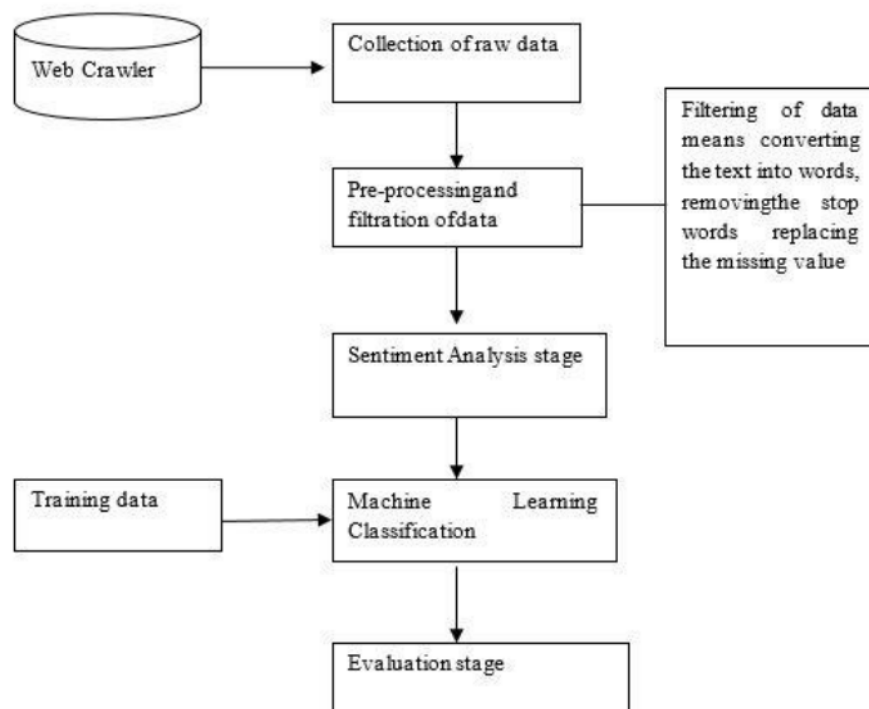 Web Crawler
Collection of raw data
Pre-processingand
filtration ofdata
Filtering of data
means converting
the text into words,
removingthe stop
words replacing
the missing value
Sentiment Analysis stage
Training data
Machine Learning
Classification
Evaluation stage